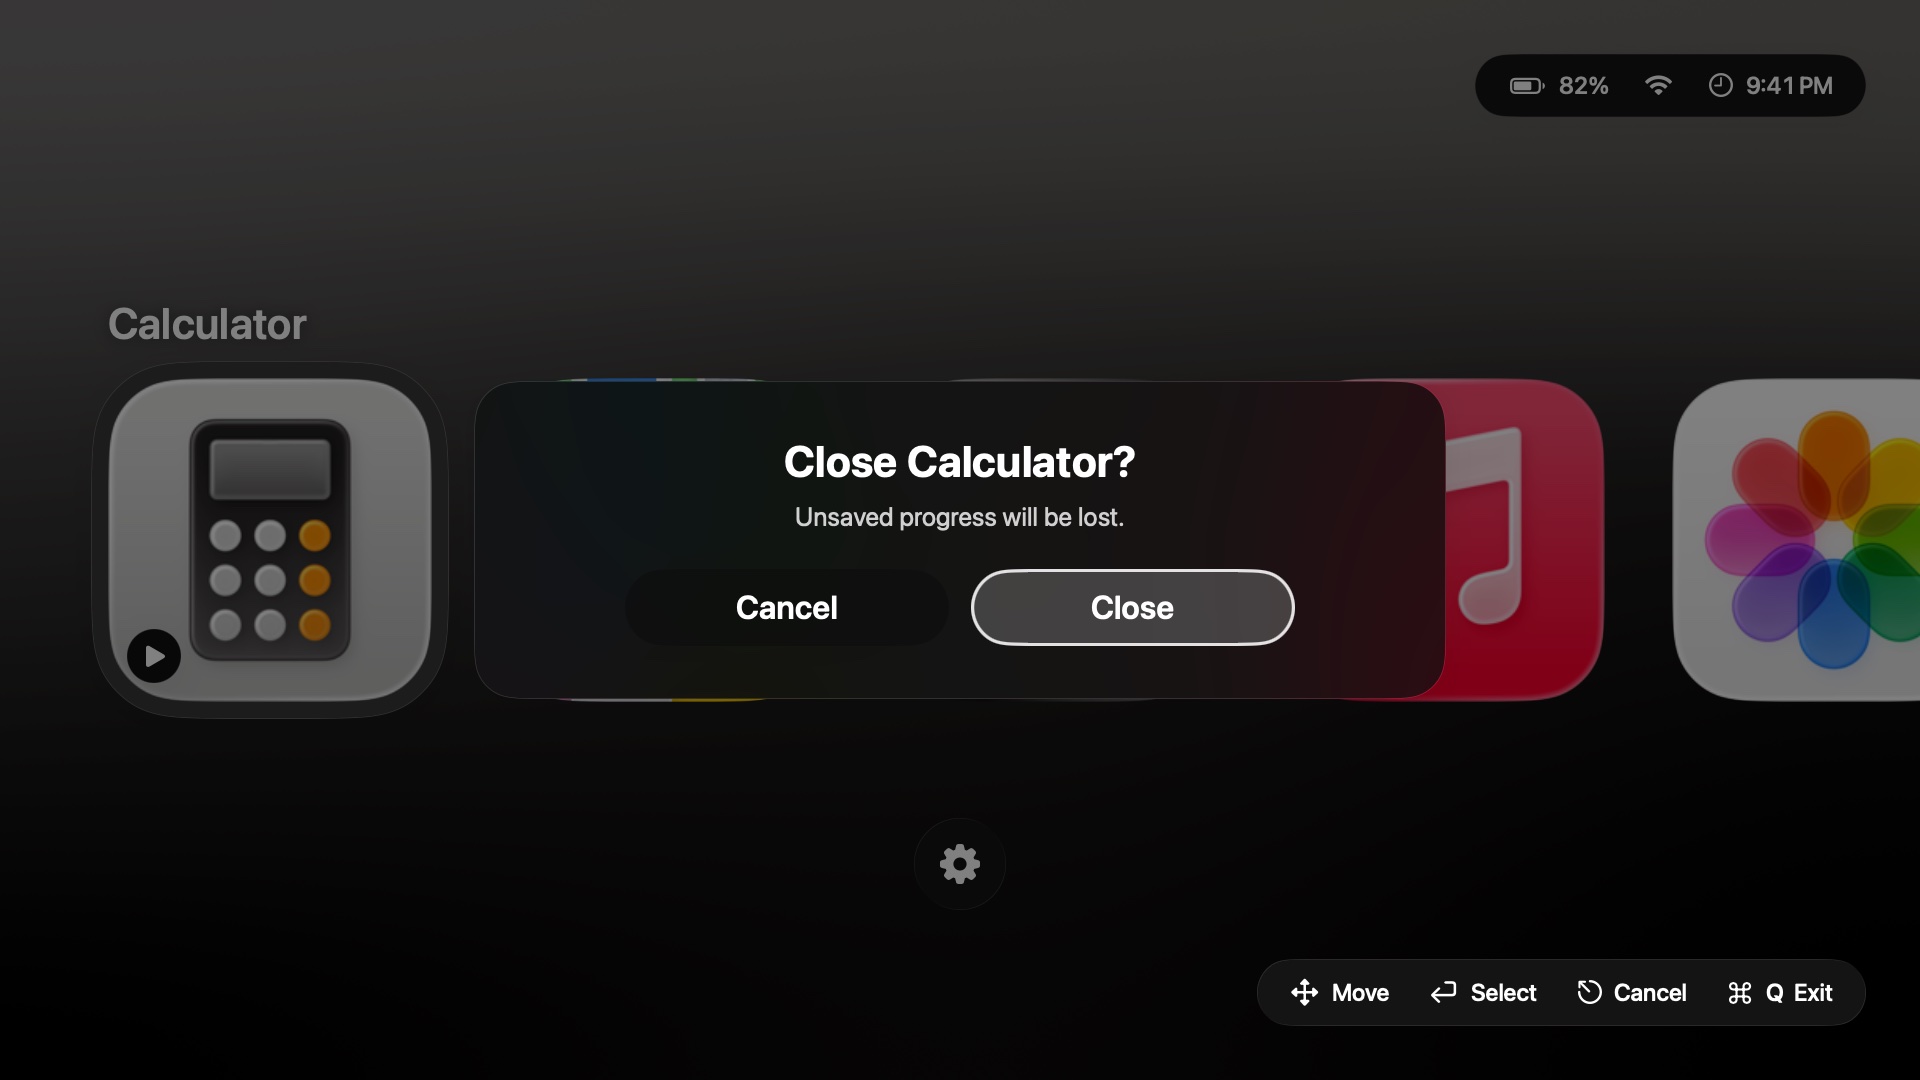 82%
9:41 PM
Calculator
Close Calculator?
Unsaved progress will be lost.
Cancel
Close
Move
Select
Cancel
⌘ Q Exit